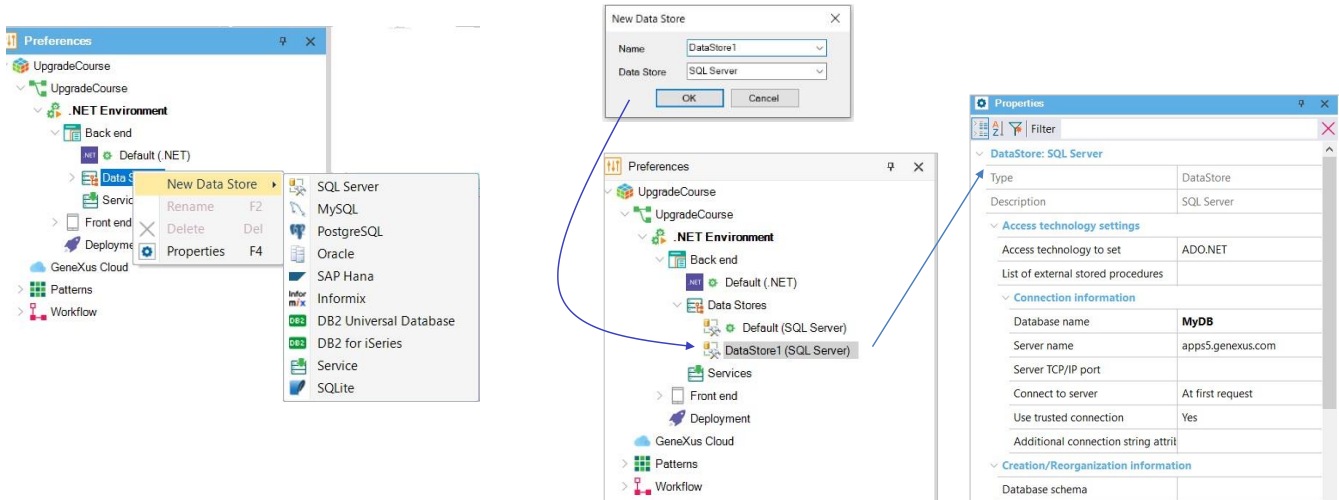 Preferences
UpgradeCourse
UpgradeCourse
.NET Environment
Back end
.NET
Default (.NET)
Data S
Servic
Front end
Deployme
GeneXus Cloud
Patterns
Workflow
New Data Store
Rename F2
Delete Del
Properties F4
SQL Server
MySQL
PostgreSQL
Oracle
SAP Hana
Infor
mix
Informix
DB2
DB2 Universal Database
DB2
DB2 for iSeries
Service
SQLite
New Data Store
Name DataStore1
Data Store SQL Server
OK Cancel
Preferences
UpgradeCourse
UpgradeCourse
.NET Environment
Back end
.NET
Default (.NET)
Data Stores
Default (SQL Server)
DataStore1 (SQL Server)
Services
Front end
Deployment
GeneXus Cloud
Patterns
Workflow
Properties
Filter
DataStore: SQL Server
Type DataStore
Description SQL Server
Access technology settings
Access technology to set ADO.NET
List of external stored procedures
Connection information
Database name MyDB
Server name apps5.genexus.com
Server TCP/IP port
Connect to server At first request
Use trusted connection Yes
Additional connection string attrib
Creation/Reorganization information
Database schema